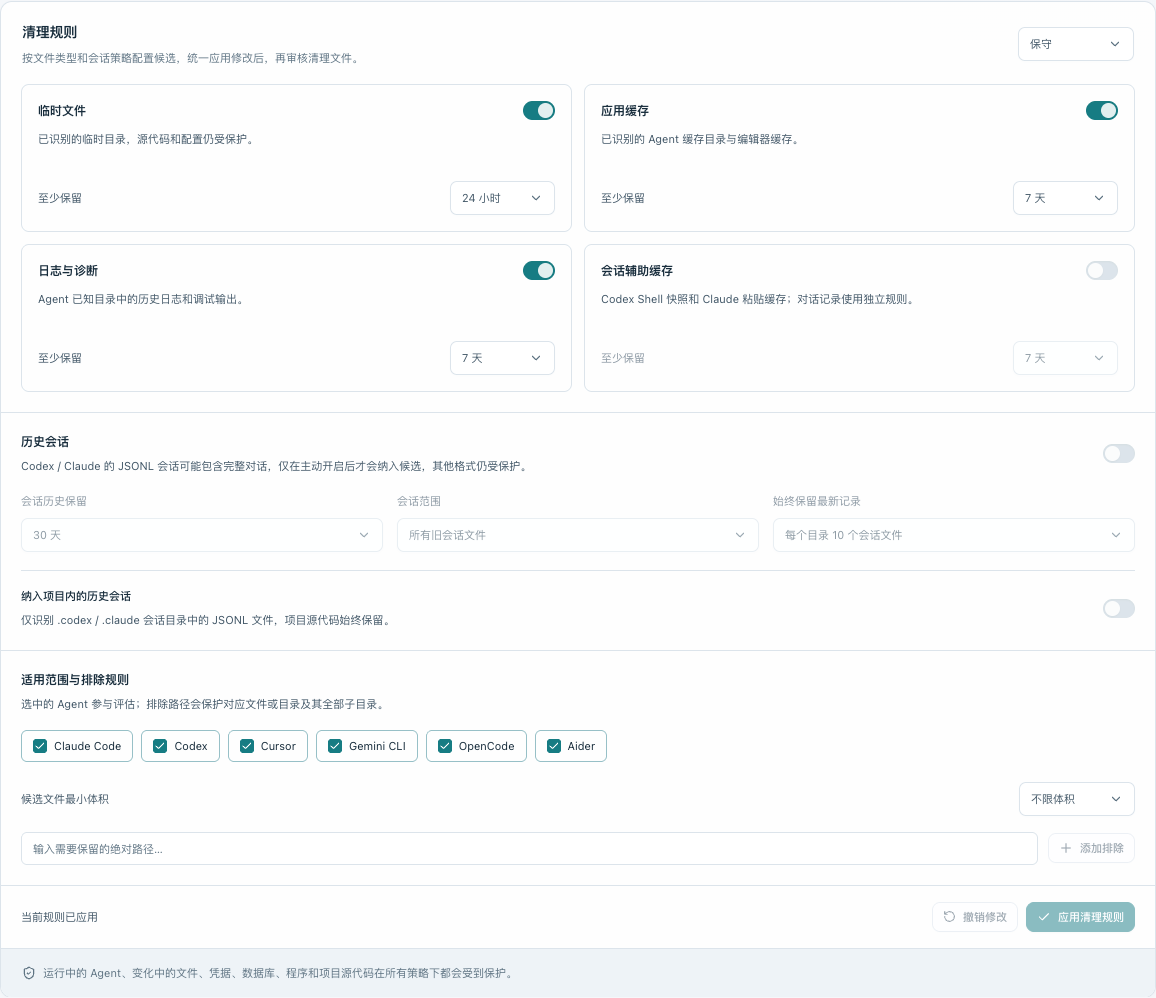 清理规则
按文件类型和会话策略配置候选，统一应用修改后，再审核清理文件。
保守
临时文件
已识别的临时目录，源代码和配置仍受保护。
至少保留
24 小时
应用缓存
已识别的 Agent 缓存目录与编辑器缓存。
至少保留
7 天
日志与诊断
Agent 已知目录中的历史日志和调试输出。
至少保留
7 天
会话辅助缓存
Codex Shell 快照和 Claude 粘贴缓存；对话记录使用独立规则。
至少保留
7 天
历史会话
Codex / Claude 的 JSONL 会话可能包含完整对话，仅在主动开启后才会纳入候选，其他格式仍受保护。
会话历史保留
30 天
会话范围
所有旧会话文件
始终保留最新记录
每个目录 10 个会话文件
纳入项目内的历史会话
仅识别 .codex / .claude 会话目录中的 JSONL 文件，项目源代码始终保留。
适用范围与排除规则
选中的 Agent 参与评估；排除路径会保护对应文件或目录及其全部子目录。
Claude Code
Codex
Cursor
Gemini CLI
OpenCode
Aider
候选文件最小体积
不限体积
输入需要保留的绝对路径...
添加排除
当前规则已应用
撤销修改
应用清理规则
运行中的 Agent、变化中的文件、凭据、数据库、程序和项目源代码在所有策略下都会受到保护。